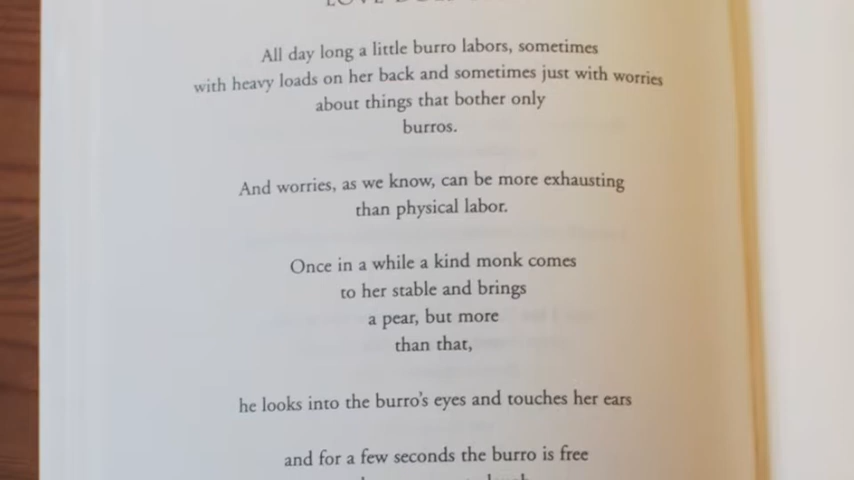 All day long a little burro labors, sometimes
with heavy loads on her back and sometimes just with worries
about things that bother only
burros.
And worries, as we know, can be more exhausting
than physical labor.
Once in a while a kind monk comes
to her stable and brings
a pear, but more
than that,
he looks into the burro's eyes and touches her ears
and for a few seconds the burro is free